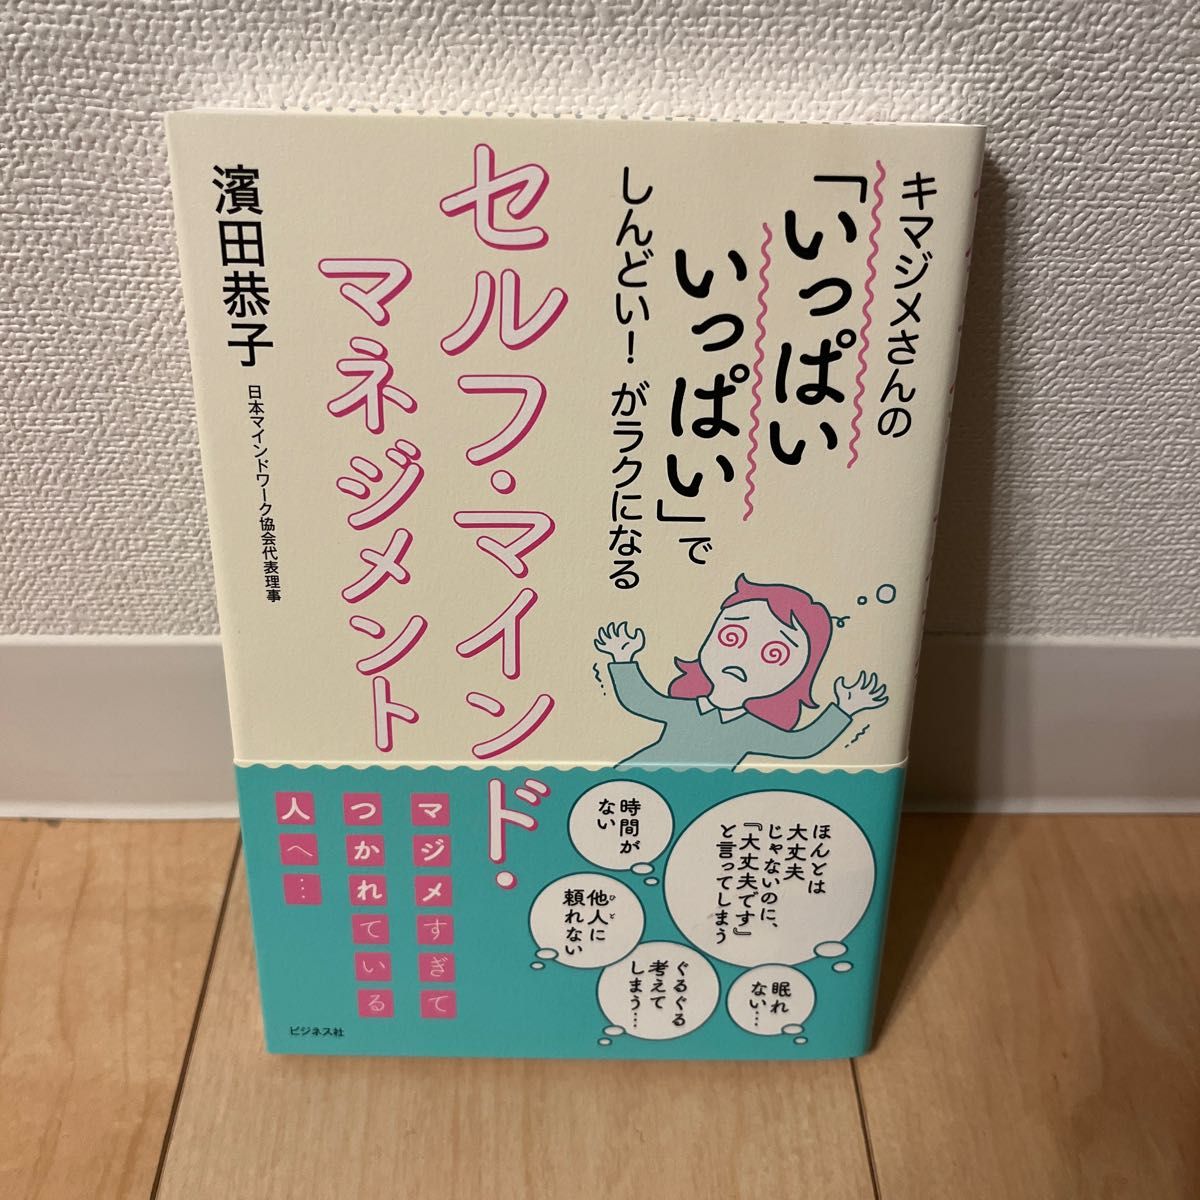 キマジメさんの
「いっぱい
いっぱい」で
しんどい！がラクになる
セルフ・マインド・
マネジメント
濱田恭子
日本マインドワーク協会代表理事
ほんとは
大丈夫
じゃないのに、
『大丈夫です』
と言ってしまう
時間が
ない
他人に
ひと
頼れない
ぐるぐる
考えて
しまう…
眠れ
ない…
マジメすぎて
つかれている
人へ…
ビジネス社